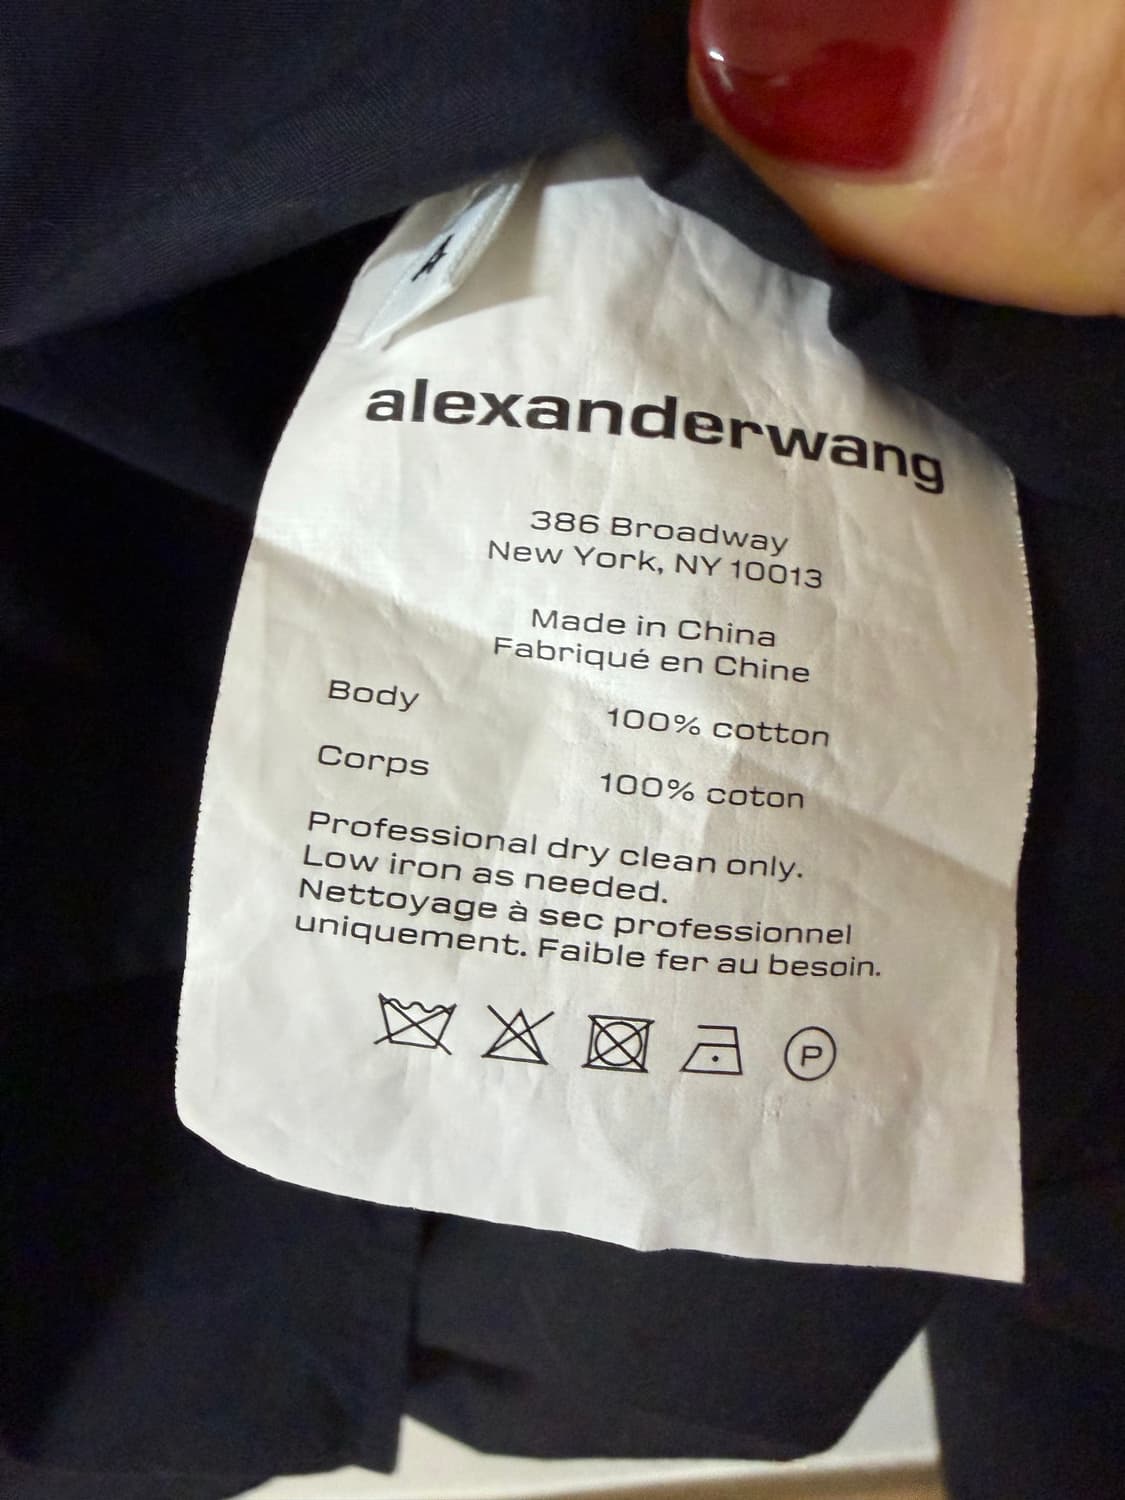 4
alexanderwang
386 Broadway
New York, NY 10013
Made in China
Fabriqué en Chine
Body 100% cotton
Corps 100% coton
Professional dry clean only.
Low iron as needed.
Nettoyage à sec professionnel
uniquement. Faible fer au besoin.
P